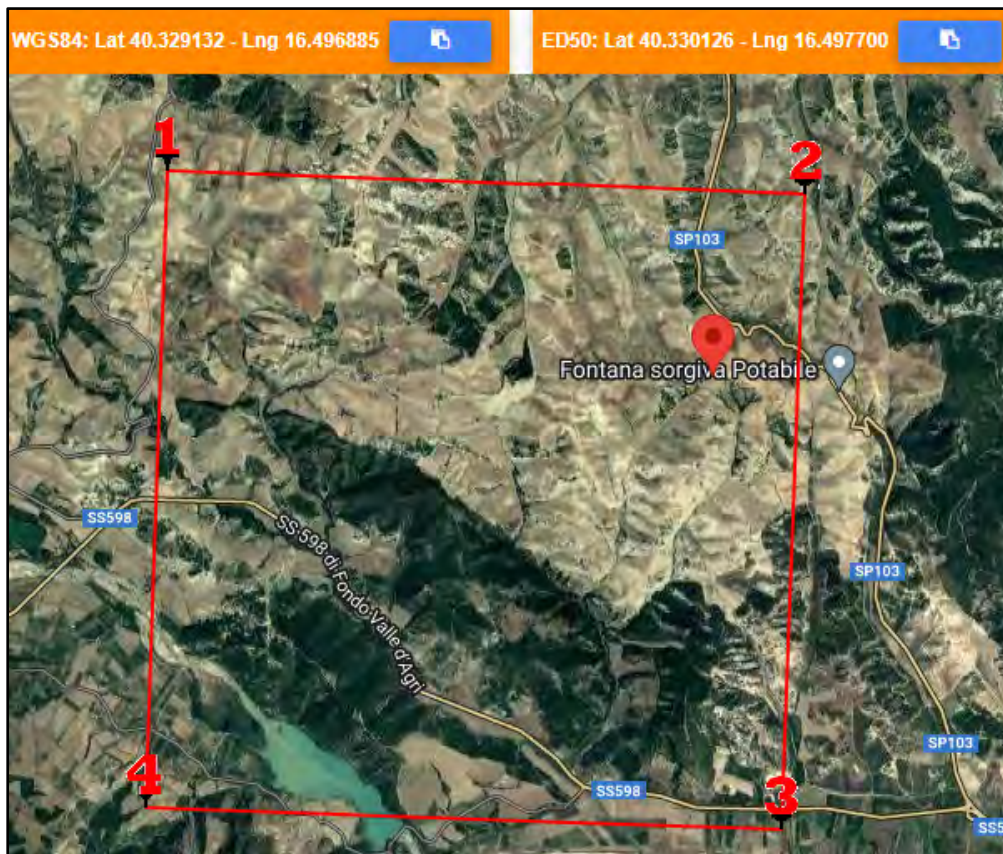 WGS84: Lat 40.329132 - Lng 16.496885
ED50: Lat 40.330126 - Lng 16.497700
1
2
SP103
Fontana sorgiva Potabile
SS598
SS 598 di Fondo Valle d'Agri
SP103
SP103
4
SS598
3
SS5